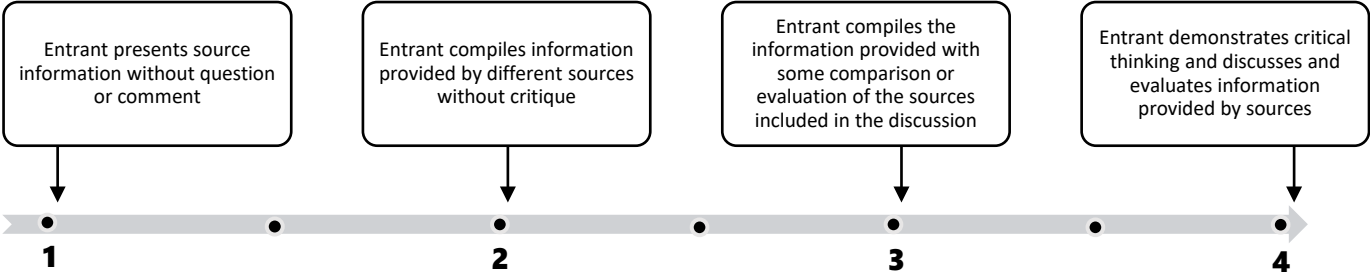 Entrant presents source
information without question
or comment
Entrant compiles information
provided by different sources
without critique
Entrant compiles the
information provided with
some comparison or
evaluation of the sources
included in the discussion
Entrant demonstrates critical
thinking and discusses and
evaluates information
provided by sources
1
2
3
4